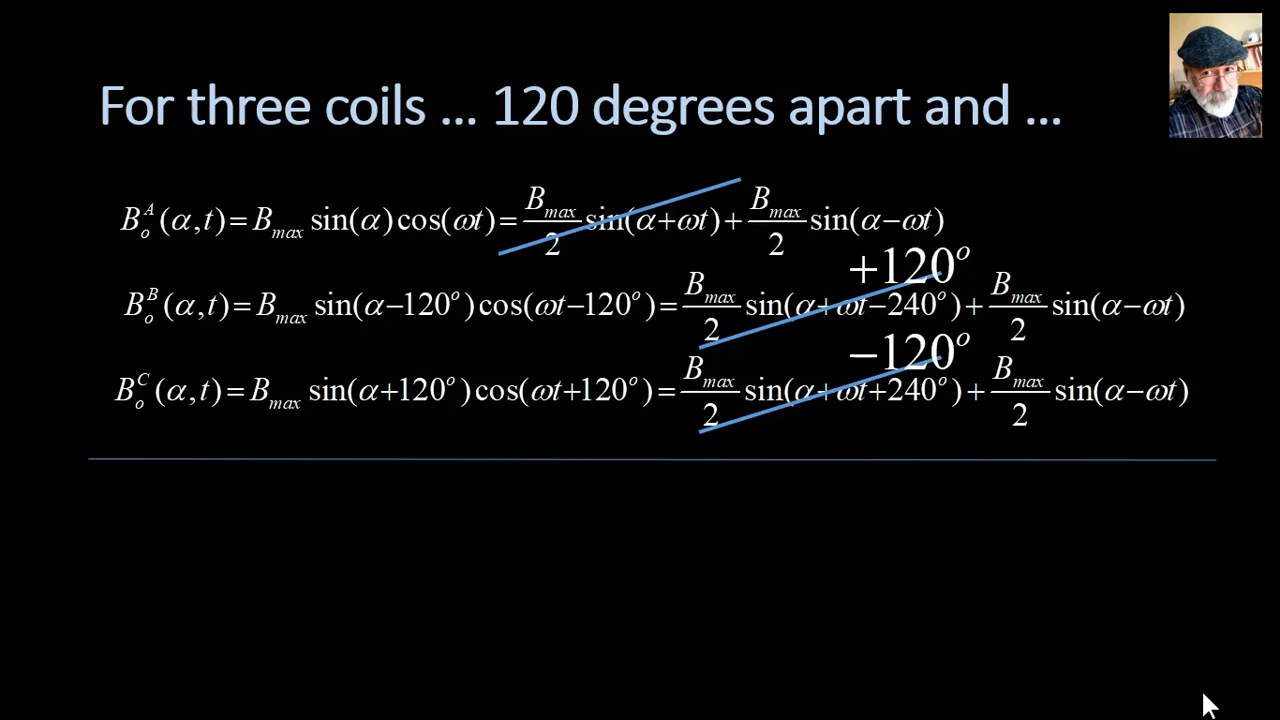 For three coils ... 120 degrees apart and ...
B_o^A(α,t) = B_max sin(α)cos(ωt) = B_max/2 sin(α+ωt) + B_max/2 sin(α−ωt)
+120°
B_o^B(α,t) = B_max sin(α−120°)cos(ωt−120°) = B_max/2 sin(α+ωt−240°) + B_max/2 sin(α−ωt)
−120°
B_o^C(α,t) = B_max sin(α+120°)cos(ωt+120°) = B_max/2 sin(α+ωt+240°) + B_max/2 sin(α−ωt)